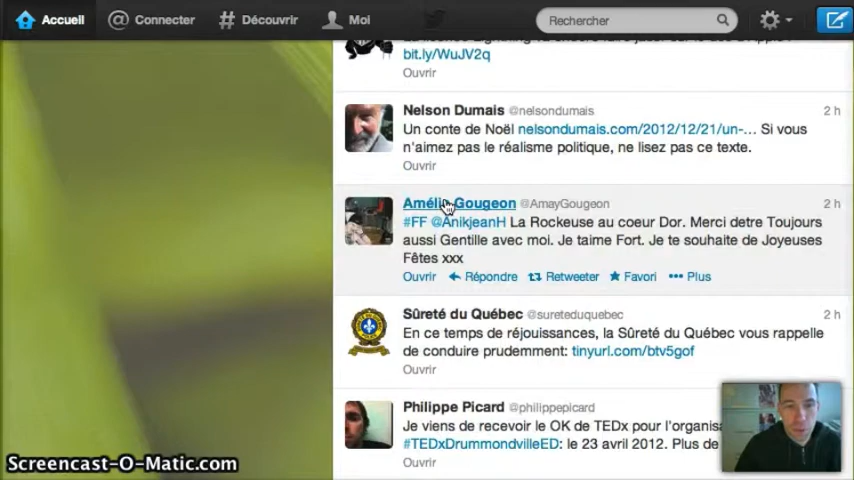 Accueil @ Connecter # Découvrir Moi Rechercher
bit.ly/WuJV2q
Ouvrir
Nelson Dumais @nelsondumais 2 h
Un conte de Noël nelsondumais.com/2012/12/21/un-... Si vous
n'aimez pas le réalisme politique, ne lisez pas ce texte.
Ouvrir
Amélie Gougeon @AmayGougeon 2 h
#FF @AnikjeanH La Rockeuse au coeur Dor. Merci detre Toujours
aussi Gentille avec moi. Je taime Fort. Je te souhaite de Joyeuses
Fêtes xxx
Ouvrir Répondre Retweeter Favori ••• Plus
Sûreté du Québec @sureteduquebec 2 h
En ce temps de réjouissances, la Sûreté du Québec vous rappelle
de conduire prudemment: tinyurl.com/btv5gof
Ouvrir
Philippe Picard @philippepicard
Je viens de recevoir le OK de TEDx pour l'organisa
#TEDxDrummondvilleED: le 23 avril 2012. Plus de
Ouvrir
Screencast-O-Matic.com